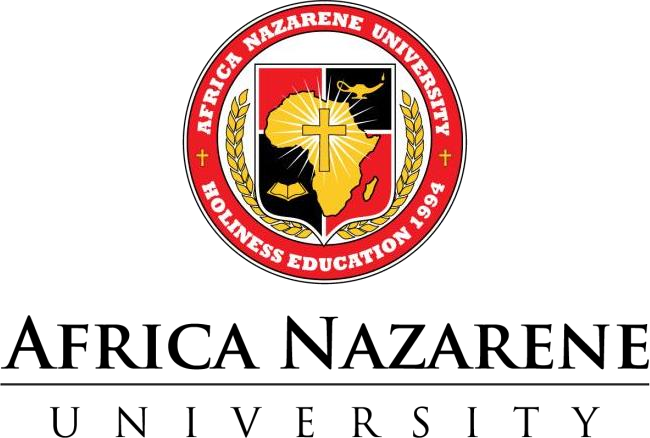 AFRICA NAZARENE UNIVERSITY
HOLINESS EDUCATION 1994
AFRICA NAZARENE
UNIVERSITY